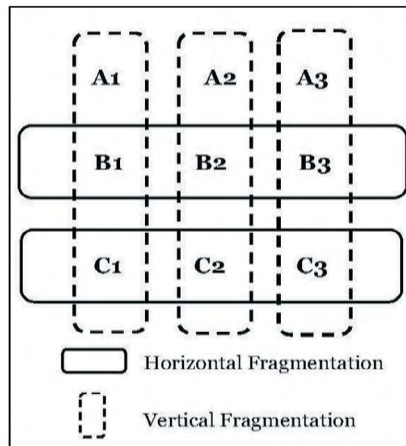 A1 A2 A3
B1 B2 B3
C1 C2 C3
Horizontal Fragmentation
Vertical Fragmentation